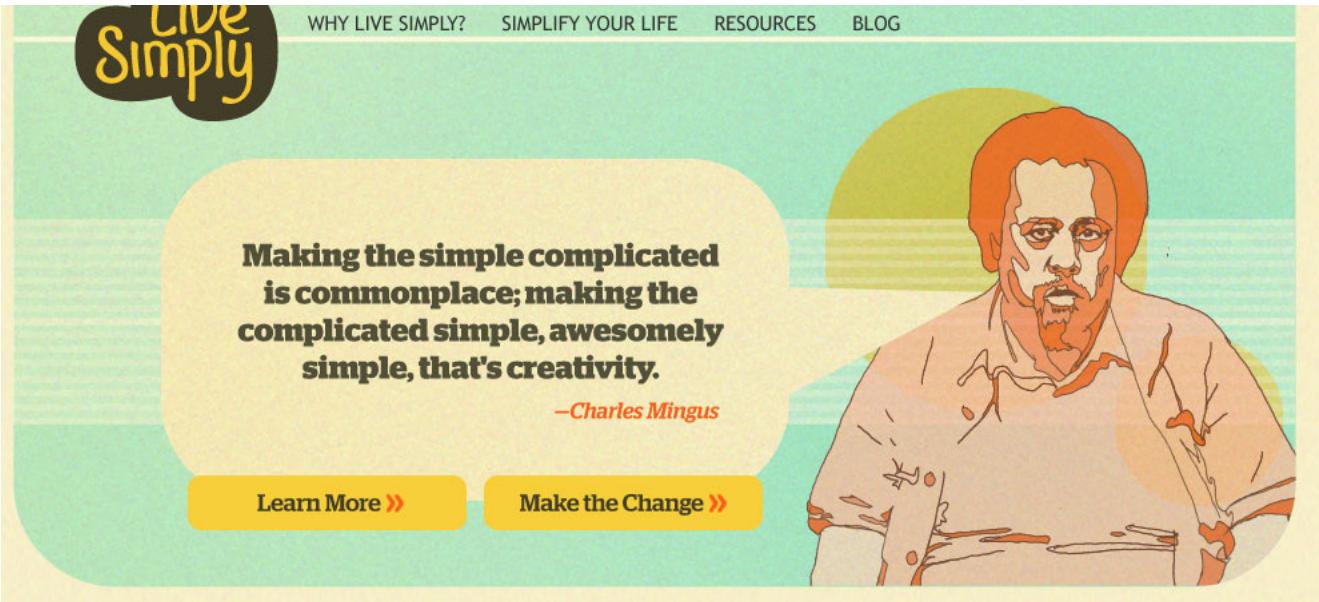 Live
Simply
WHY LIVE SIMPLY? SIMPLIFY YOUR LIFE RESOURCES BLOG
Making the simple complicated
is commonplace; making the
complicated simple, awesomely
simple, that's creativity.
—Charles Mingus
Learn More »
Make the Change »